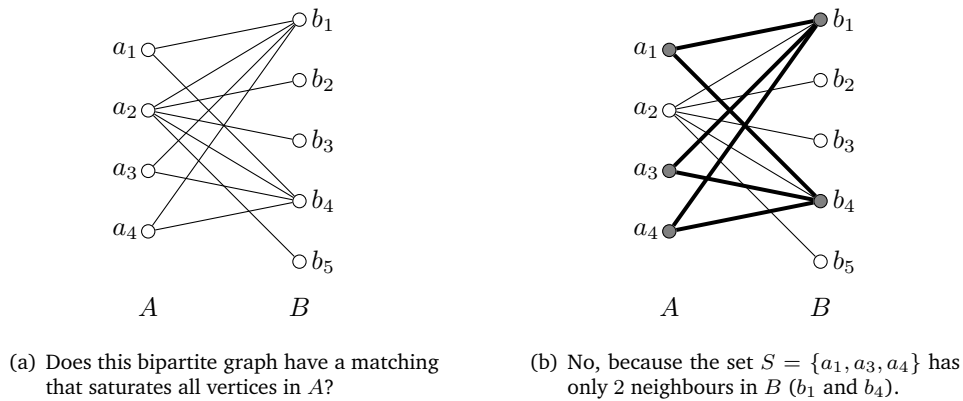 a₁
a₂
a₃
a₄
b₁
b₂
b₃
b₄
b₅
A B
(a) Does this bipartite graph have a matching
that saturates all vertices in A?
a₁
a₂
a₃
a₄
b₁
b₂
b₃
b₄
b₅
A B
(b) No, because the set S = {a₁, a₃, a₄} has
only 2 neighbours in B (b₁ and b₄).